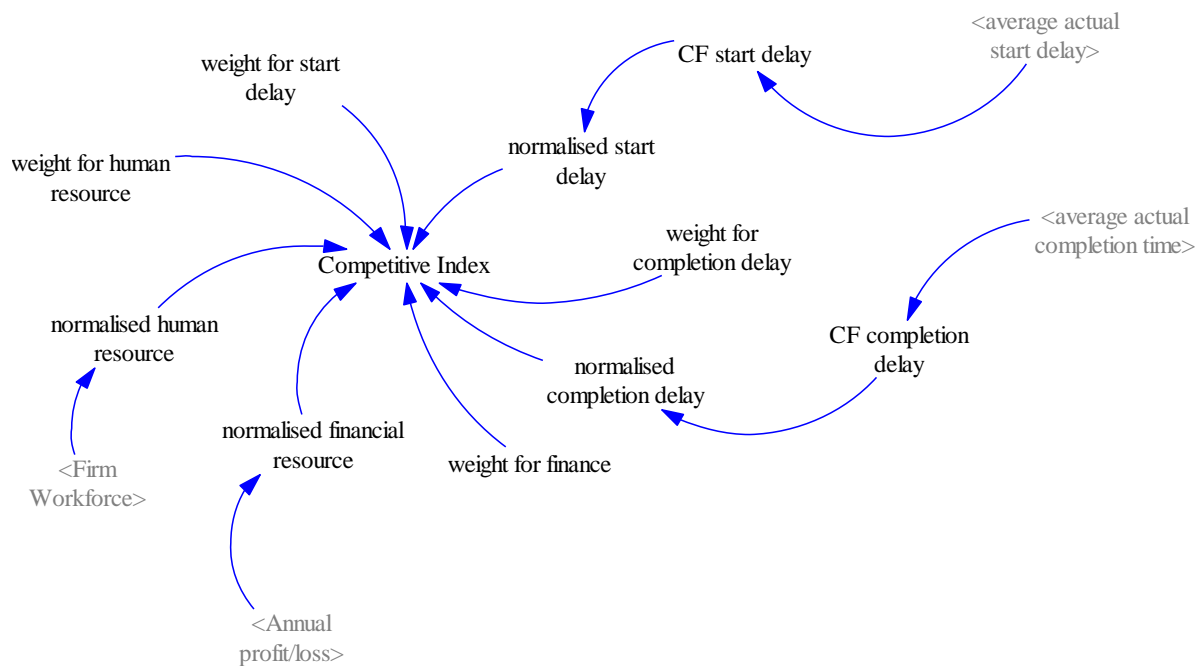 <average actual
start delay>
CF start delay
weight for start
delay
normalised start
delay
weight for human
resource
<average actual
completion time>
weight for
completion delay
Competitive Index
normalised human
resource
CF completion
delay
normalised
completion delay
normalised financial
resource
weight for finance
<Firm
Workforce>
<Annual
profit/loss>